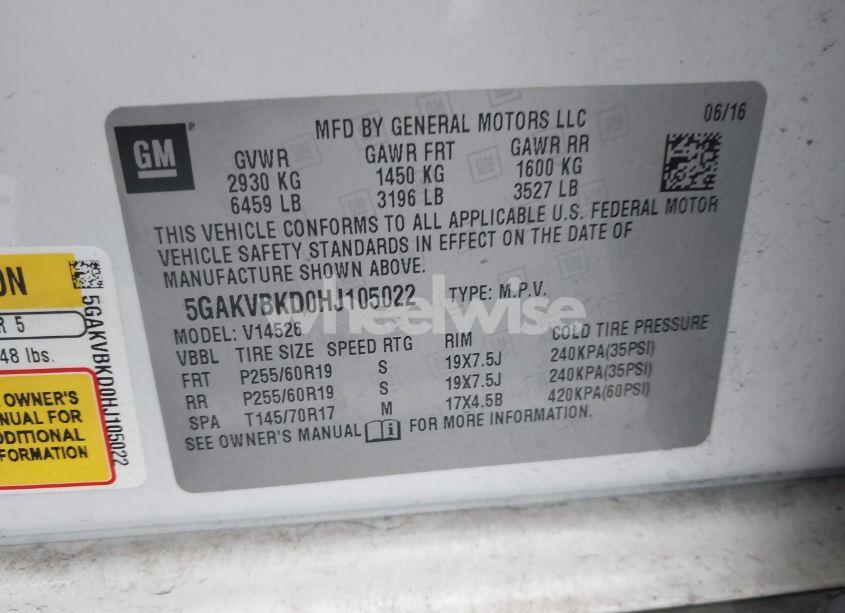 GM
MFD BY GENERAL MOTORS LLC
06/16
GVWR GAWR FRT GAWR RR
2930 KG 1450 KG 1600 KG
6459 LB 3196 LB 3527 LB
THIS VEHICLE CONFORMS TO ALL APPLICABLE U.S. FEDERAL MOTOR
VEHICLE SAFETY STANDARDS IN EFFECT ON THE DATE OF
MANUFACTURE SHOWN ABOVE.
5GAKVBKD0HJ105022 TYPE: M.P.V.
MODEL: V14526
VBBL TIRE SIZE SPEED RTG RIM COLD TIRE PRESSURE
FRT P255/60R19 S 19X7.5J 240KPA(35PSI)
RR P255/60R19 S 19X7.5J 240KPA(35PSI)
SPA T145/70R17 M 17X4.5B 420KPA(60PSI)
SEE OWNER'S MANUAL FOR MORE INFORMATION.
wheelwise
ON
R 5
48 lbs.
OWNER'S
ANUAL FOR
DDITIONAL
FORMATION
5GAKVBKD0HJ105022